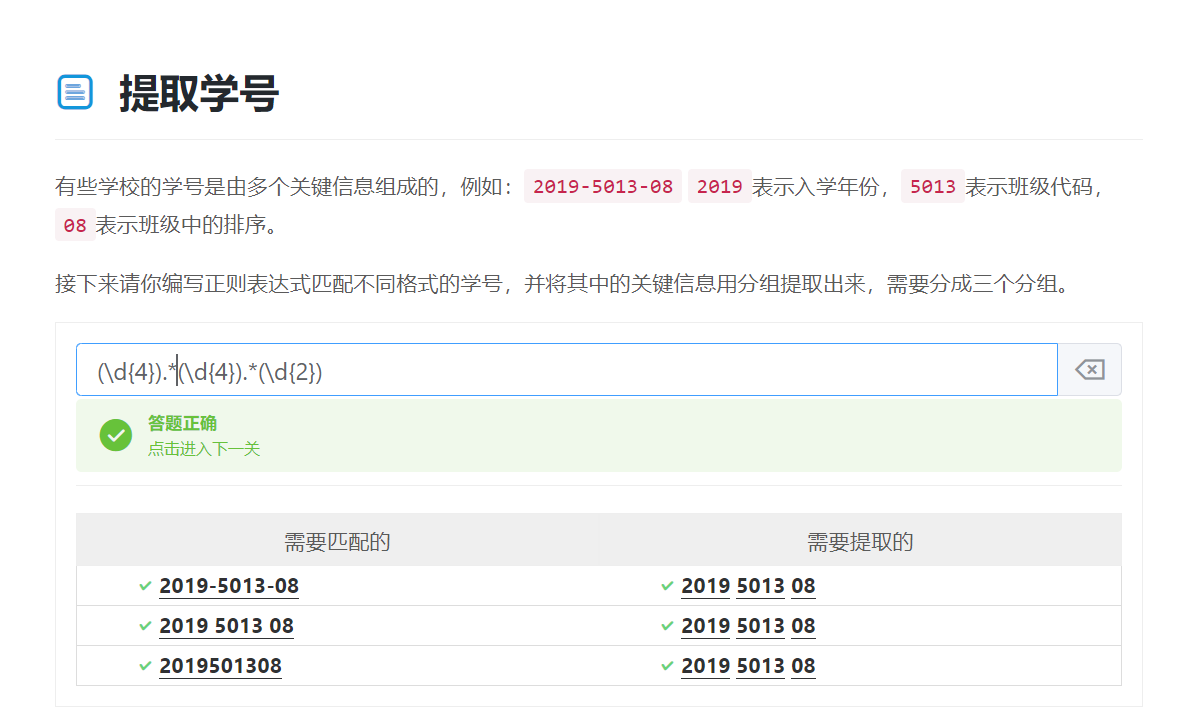 提取学号
有些学校的学号是由多个关键信息组成的，例如： 2019-5013-08 2019 表示入学年份， 5013 表示班级代码，
08 表示班级中的排序。
接下来请你编写正则表达式匹配不同格式的学号，并将其中的关键信息用分组提取出来，需要分成三个分组。
(\d{4}).*(\d{4}).*(\d{2})
答题正确
点击进入下一关
需要匹配的 需要提取的
2019-5013-08 2019 5013 08
2019 5013 08 2019 5013 08
2019501308 2019 5013 08